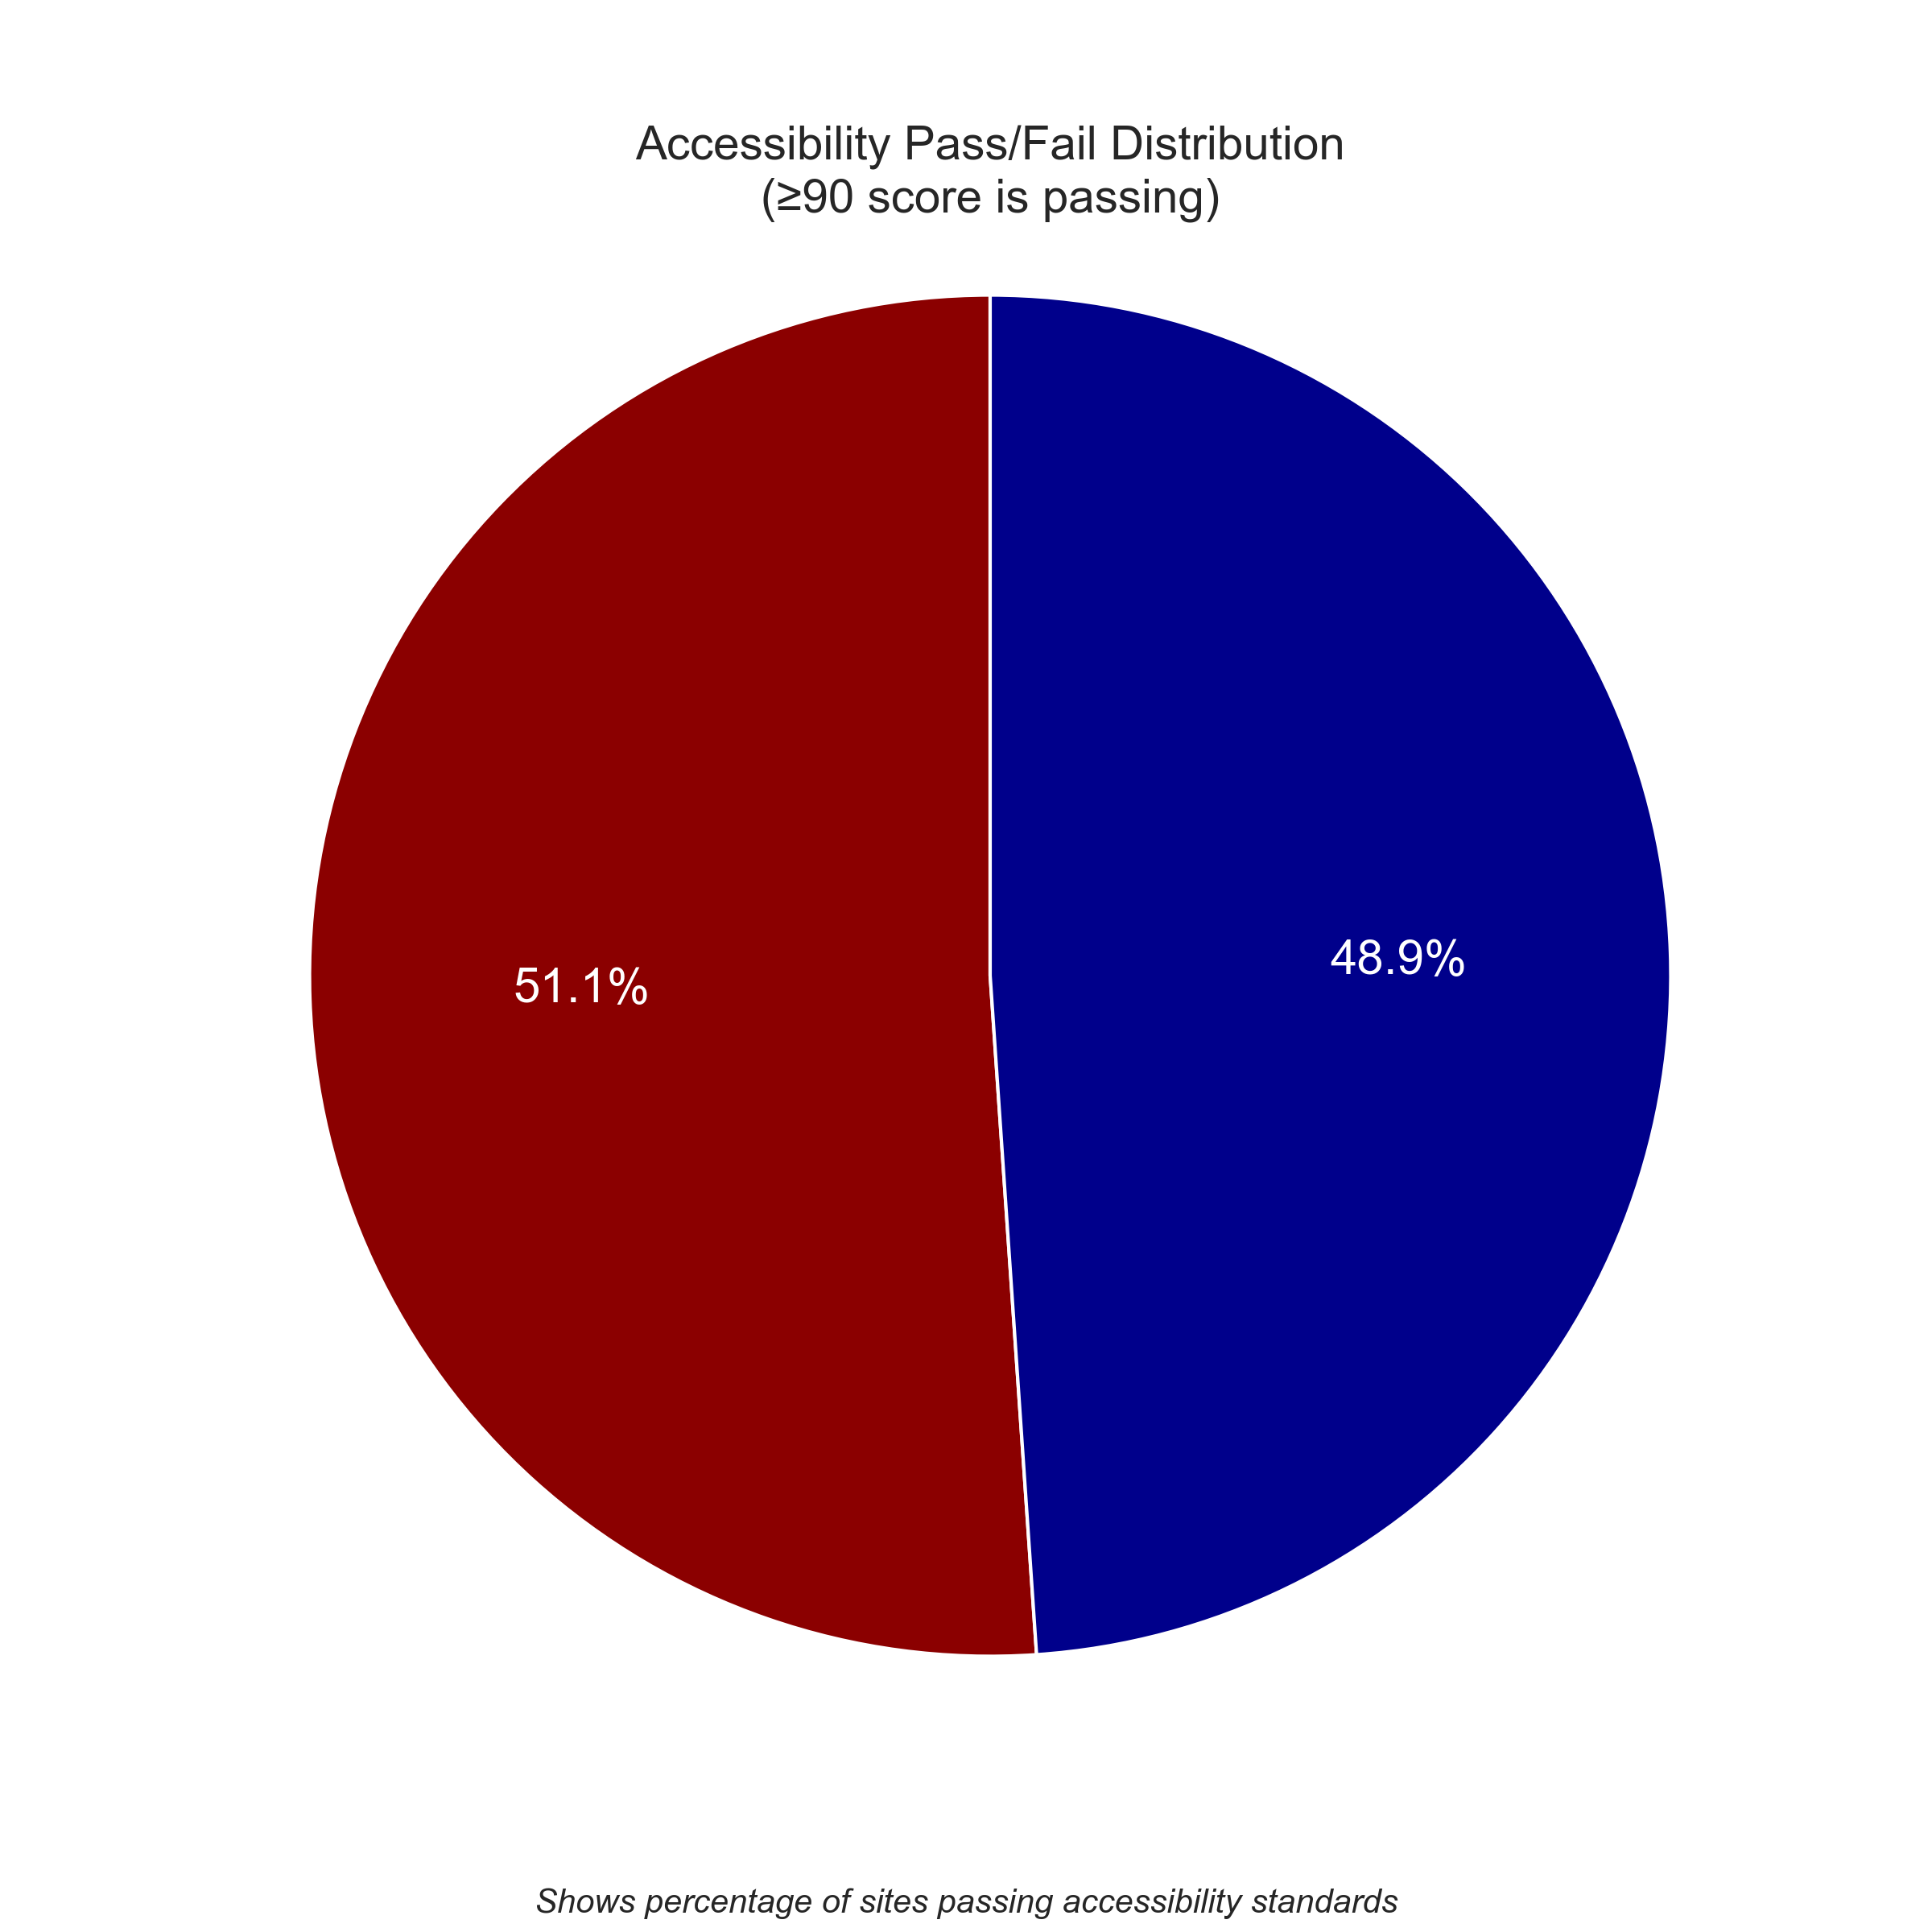 Accessibility Pass/Fail Distribution
(≥90 score is passing)
51.1%
48.9%
Shows percentage of sites passing accessibility standards